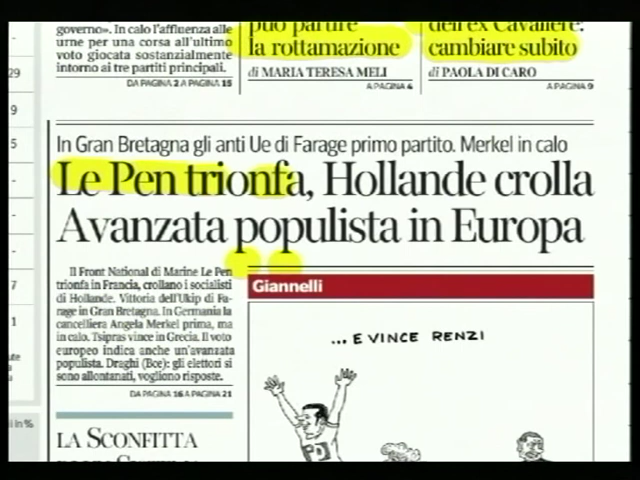 governo». In calo l'affluenza alle
urne per una corsa all'ultimo
voto giocata sostanzialmente
intorno ai tre partiti principali.
DA PAGINA 2 A PAGINA 15
può partire
la rottamazione
di MARIA TERESA MELI
A PAGINA 6
dell'ex Cavaliere:
cambiare subito
di PAOLA DI CARO
A PAGINA 9
29
9
5
-
-
-
7
1
In Gran Bretagna gli anti Ue di Farage primo partito. Merkel in calo
Le Pen trionfa, Hollande crolla
Avanzata populista in Europa
Il Front National di Marine Le Pen
trionfa in Francia, crollano i socialisti
di Hollande. Vittoria dell'Ukip di Fa-
rage in Gran Bretagna. In Germania la
cancelliera Angela Merkel prima, ma
in calo. Tsipras vince in Grecia. Il voto
europeo indica anche un'avanzata
populista. Draghi (Bce): gli elettori si
sono allontanati, vogliono risposte.
DA PAGINA 16 A PAGINA 21
Giannelli
... E VINCE RENZI
PD
LA SCONFITTA